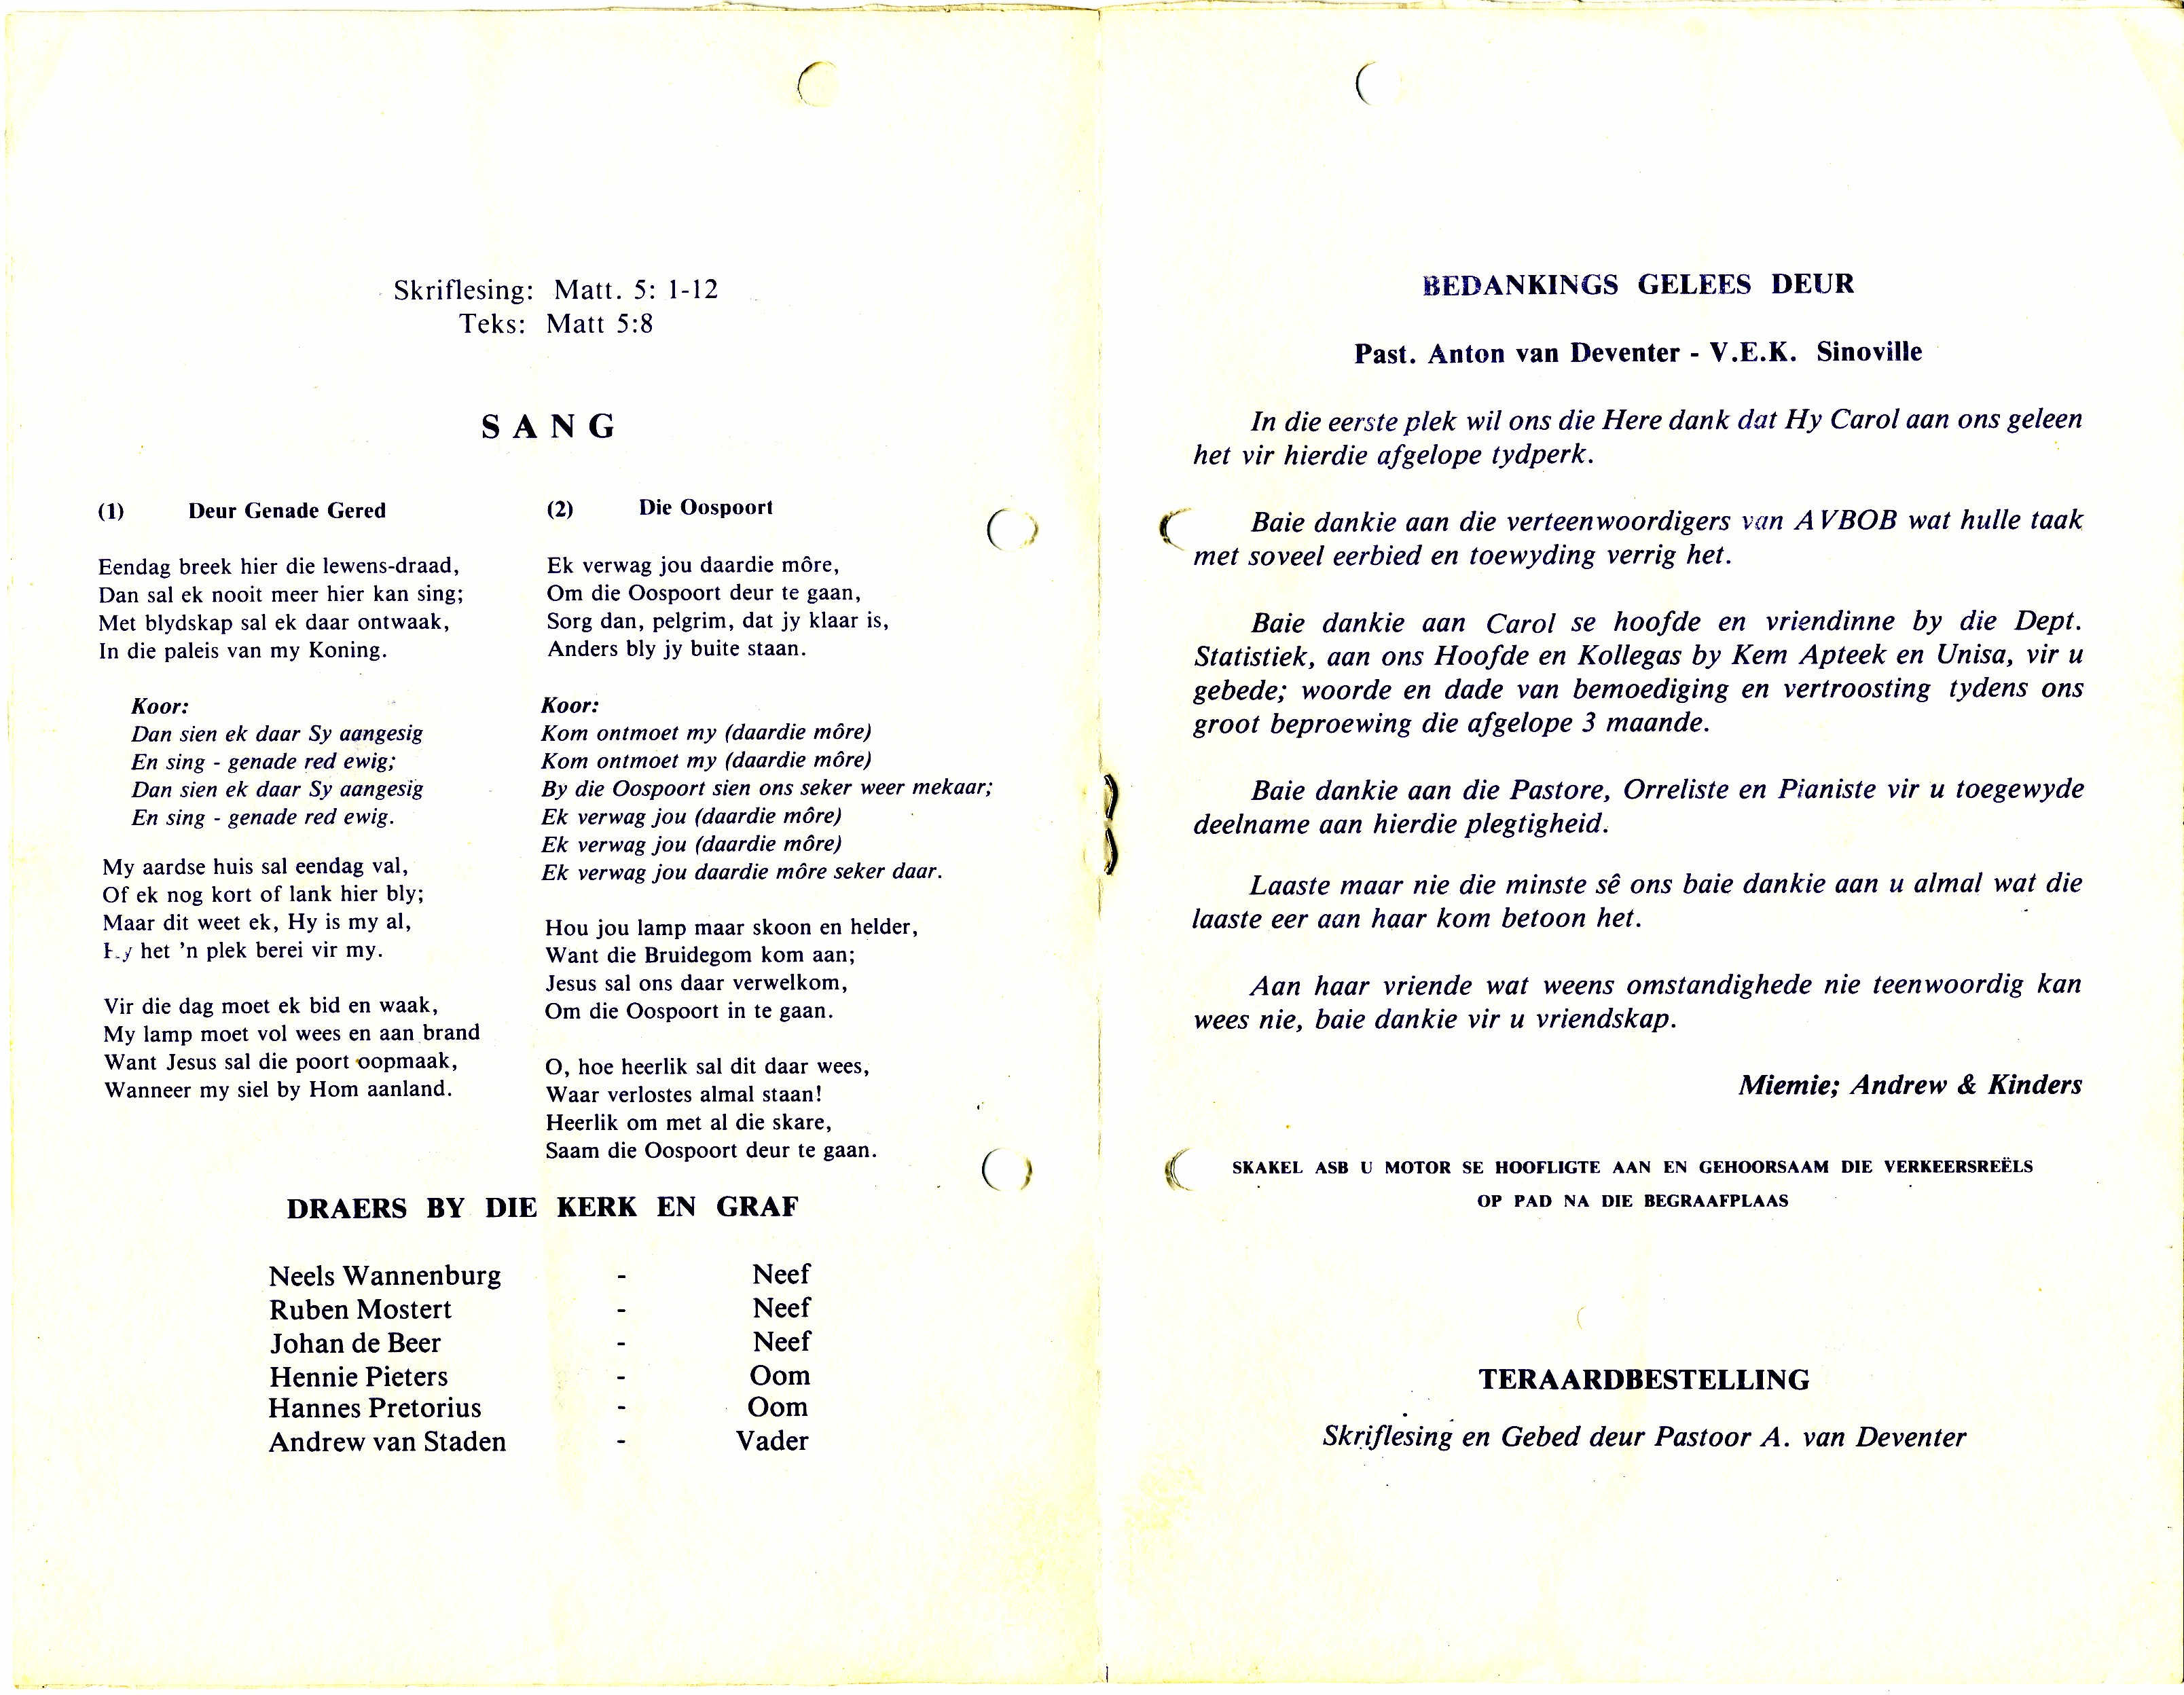 Skriflesing: Matt. 5: 1-12
Teks: Matt 5:8
SANG
(1) Deur Genade Gered
Eendag breek hier die lewens-draad,
Dan sal ek nooit meer hier kan sing;
Met blydskap sal ek daar ontwaak,
In die paleis van my Koning.
Koor:
Dan sien ek daar Sy aangesig
En sing - genade red ewig;
Dan sien ek daar Sy aangesig
En sing - genade red ewig.
My aardse huis sal eendag val,
Of ek nog kort of lank hier bly;
Maar dit weet ek, Hy is my al,
Hy het 'n plek berei vir my.
Vir die dag moet ek bid en waak,
My lamp moet vol wees en aan brand
Want Jesus sal die poort oopmaak,
Wanneer my siel by Hom aanland.
(2) Die Oospoort
Ek verwag jou daardie môre,
Om die Oospoort deur te gaan,
Sorg dan, pelgrim, dat jy klaar is,
Anders bly jy buite staan.
Koor:
Kom ontmoet my (daardie môre)
Kom ontmoet my (daardie môre)
By die Oospoort sien ons seker weer mekaar;
Ek verwag jou (daardie môre)
Ek verwag jou (daardie môre)
Ek verwag jou daardie môre seker daar.
Hou jou lamp maar skoon en helder,
Want die Bruidegom kom aan;
Jesus sal ons daar verwelkom,
Om die Oospoort in te gaan.
O, hoe heerlik sal dit daar wees,
Waar verlostes almal staan!
Heerlik om met al die skare,
Saam die Oospoort deur te gaan.
DRAERS BY DIE KERK EN GRAF
Neels Wannenburg - Neef
Ruben Mostert - Neef
Johan de Beer - Neef
Hennie Pieters - Oom
Hannes Pretorius - Oom
Andrew van Staden - Vader
BEDANKINGS GELEES DEUR
Past. Anton van Deventer - V.E.K. Sinoville
In die eerste plek wil ons die Here dank dat Hy Carol aan ons geleen
het vir hierdie afgelope tydperk.
Baie dankie aan die verteenwoordigers van AVBOB wat hulle taak
met soveel eerbied en toewyding verrig het.
Baie dankie aan Carol se hoofde en vriendinne by die Dept.
Statistiek, aan ons Hoofde en Kollegas by Kem Apteek en Unisa, vir u
gebede; woorde en dade van bemoediging en vertroosting tydens ons
groot beproewing die afgelope 3 maande.
Baie dankie aan die Pastore, Orreliste en Pianiste vir u toegewyde
deelname aan hierdie plegtigheid.
Laaste maar nie die minste sê ons baie dankie aan u almal wat die
laaste eer aan haar kom betoon het.
Aan haar vriende wat weens omstandighede nie teenwoordig kan
wees nie, baie dankie vir u vriendskap.
Miemie; Andrew & Kinders
SKAKEL ASB U MOTOR SE HOOFLIGTE AAN EN GEHOORSAAM DIE VERKEERSREËLS
OP PAD NA DIE BEGRAAFPLAAS
TERAARDBESTELLING
Skriflesing en Gebed deur Pastoor A. van Deventer